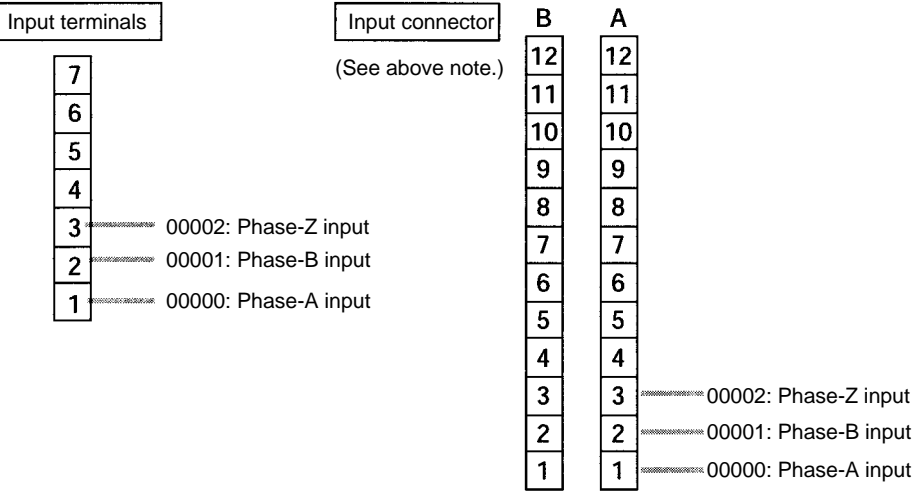 Input terminals
7
6
5
4
3 00002: Phase-Z input
2 00001: Phase-B input
1 00000: Phase-A input
Input connector
(See above note.)
B A
12 12
11 11
10 10
9 9
8 8
7 7
6 6
5 5
4 4
3 3 00002: Phase-Z input
2 2 00001: Phase-B input
1 1 00000: Phase-A input